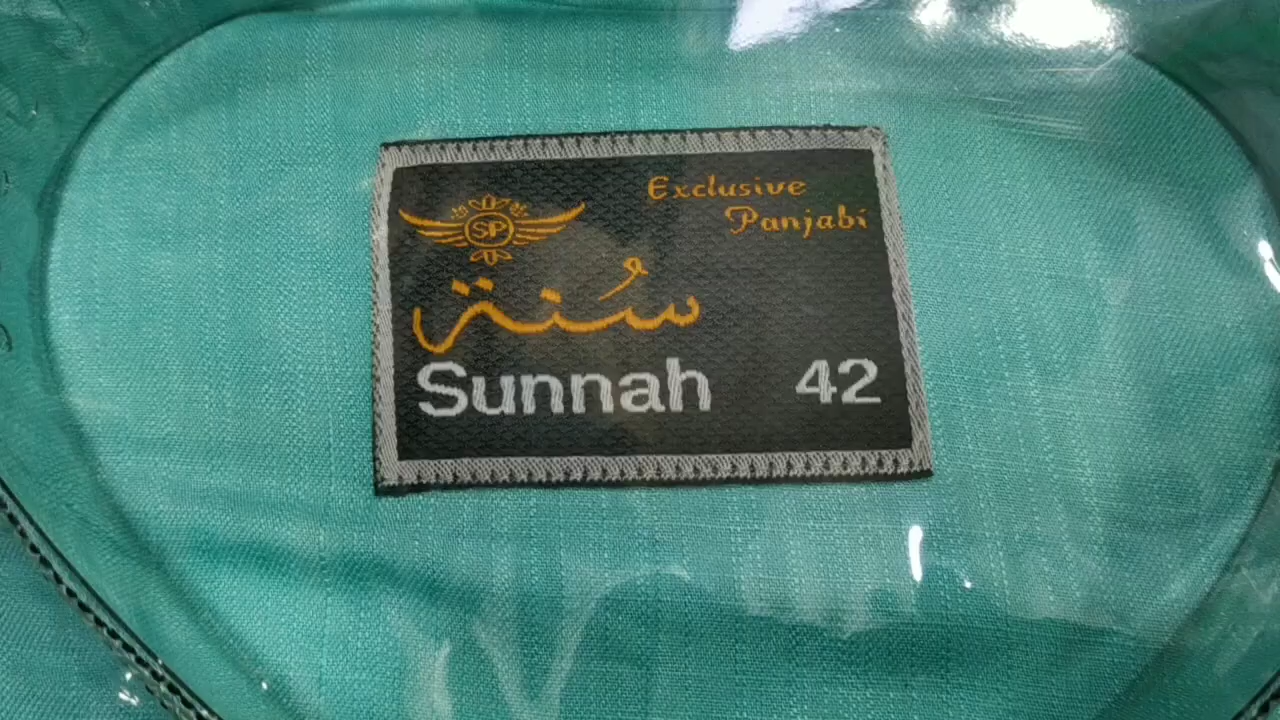 Exclusive
Panjabi
SP
سُنة
Sunnah 42